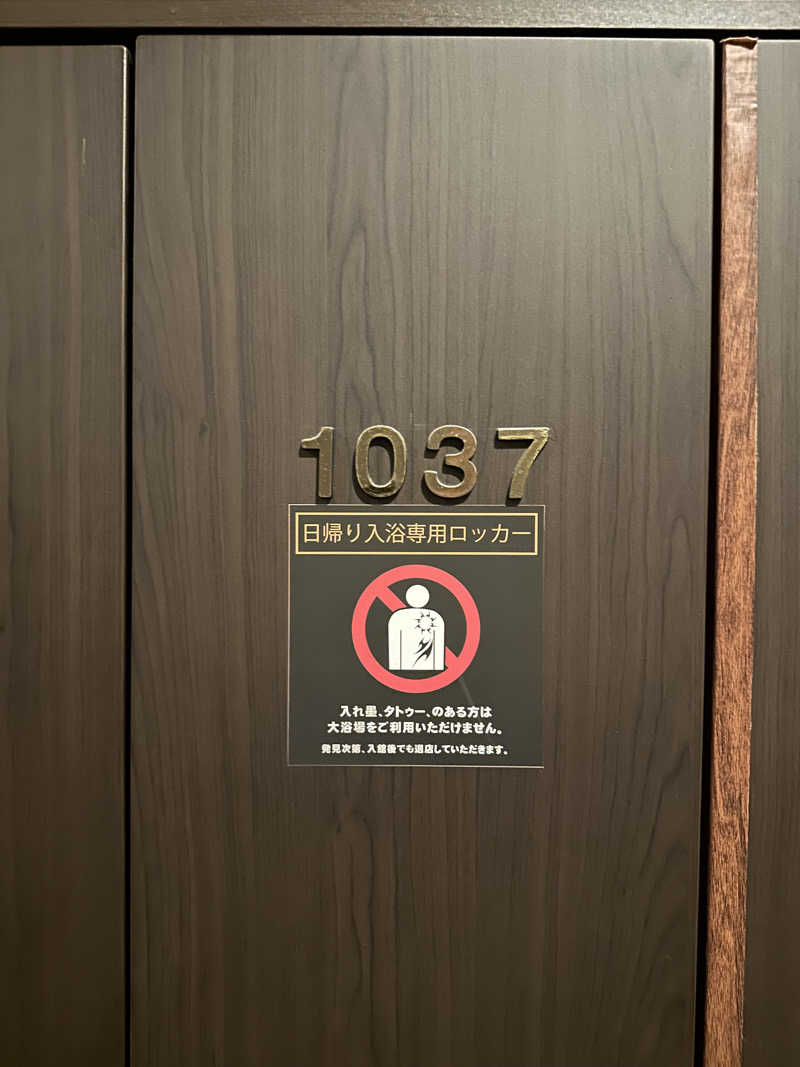 1037
日帰り入浴専用ロッカー
入れ墨、タトゥー、のある方は
大浴場をご利用いただけません。
発見次第、入館後でも退店していただきます。